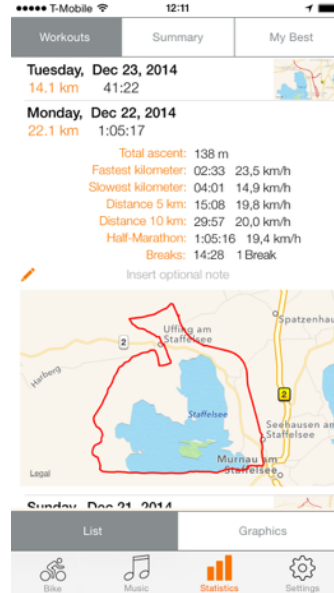 T-Mobile 12:11
Workouts Summary My Best
Tuesday, Dec 23, 2014
14.1 km 41:22
Monday, Dec 22, 2014
22.1 km 1:05:17
Total ascent: 138 m
Fastest kilometer: 02:33 23,5 km/h
Slowest kilometer: 04:01 14,9 km/h
Distance 5 km: 15:08 19,8 km/h
Distance 10 km: 29:57 20,0 km/h
Half-Marathon: 1:05:16 19,4 km/h
Breaks: 14:28 1 Break
Insert optional note
Spatzenhau
Uffing am
Staffelsee
2
Harberg
2
Staffelsee
Seehausen am
Staffelsee
Murnau am
Staffelsee
Legal
Sunday, Dec 21, 2014
List Graphics
Bike Music Statistics Settings